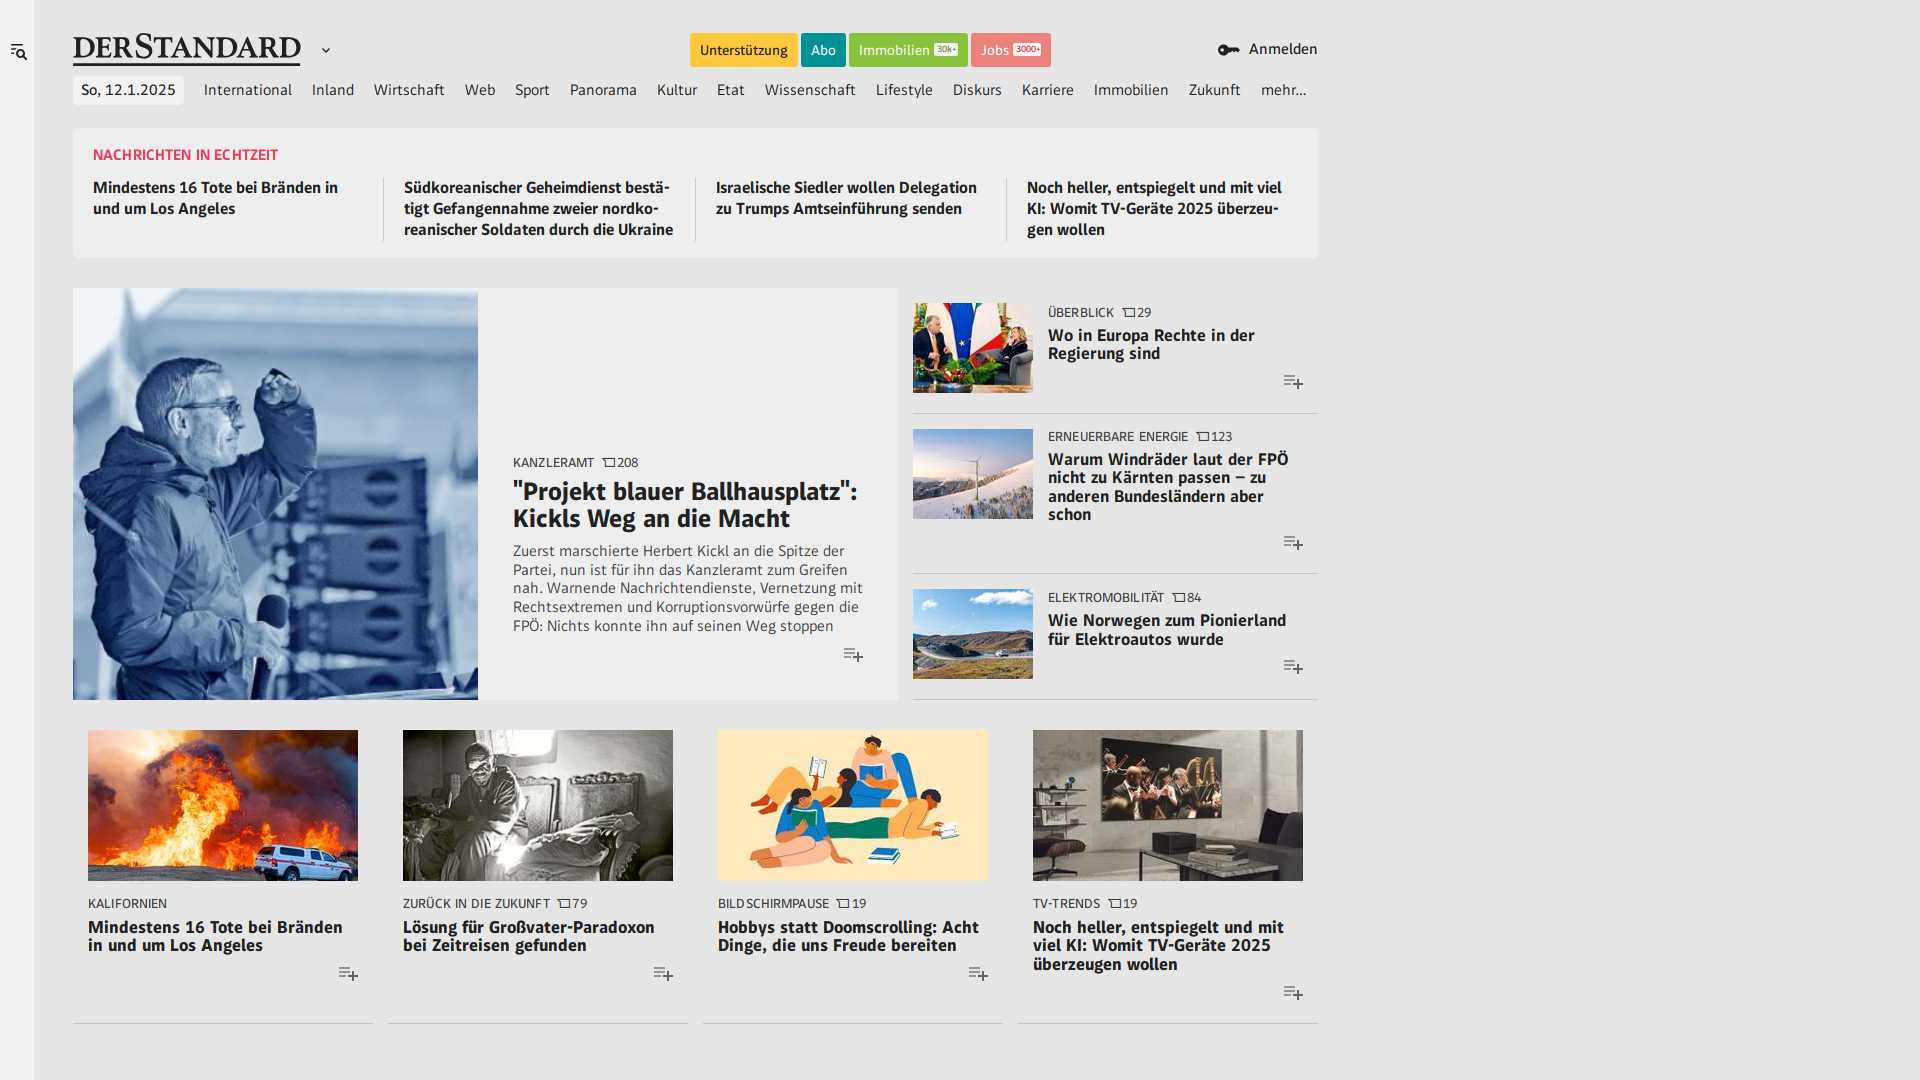 DERSTANDARD
Unterstützung
Abo
Immobilien 30k+
Jobs 3000+
Anmelden
So, 12.1.2025
International
Inland
Wirtschaft
Web
Sport
Panorama
Kultur
Etat
Wissenschaft
Lifestyle
Diskurs
Karriere
Immobilien
Zukunft
mehr...
NACHRICHTEN IN ECHTZEIT
Mindestens 16 Tote bei Bränden in
und um Los Angeles
Südkoreanischer Geheimdienst bestä-
tigt Gefangennahme zweier nordko-
reanischer Soldaten durch die Ukraine
Israelische Siedler wollen Delegation
zu Trumps Amtseinführung senden
Noch heller, entspiegelt und mit viel
KI: Womit TV-Geräte 2025 überzeu-
gen wollen
KANZLERAMT 208
"Projekt blauer Ballhausplatz":
Kickls Weg an die Macht
Zuerst marschierte Herbert Kickl an die Spitze der
Partei, nun ist für ihn das Kanzleramt zum Greifen
nah. Warnende Nachrichtendienste, Vernetzung mit
Rechtsextremen und Korruptionsvorwürfe gegen die
FPÖ: Nichts konnte ihn auf seinen Weg stoppen
ÜBERBLICK 29
Wo in Europa Rechte in der
Regierung sind
ERNEUERBARE ENERGIE 123
Warum Windräder laut der FPÖ
nicht zu Kärnten passen – zu
anderen Bundesländern aber
schon
ELEKTROMOBILITÄT 84
Wie Norwegen zum Pionierland
für Elektroautos wurde
KALIFORNIEN
Mindestens 16 Tote bei Bränden
in und um Los Angeles
ZURÜCK IN DIE ZUKUNFT 79
Lösung für Großvater-Paradoxon
bei Zeitreisen gefunden
BILDSCHIRMPAUSE 19
Hobbys statt Doomscrolling: Acht
Dinge, die uns Freude bereiten
TV-TRENDS 19
Noch heller, entspiegelt und mit
viel KI: Womit TV-Geräte 2025
überzeugen wollen